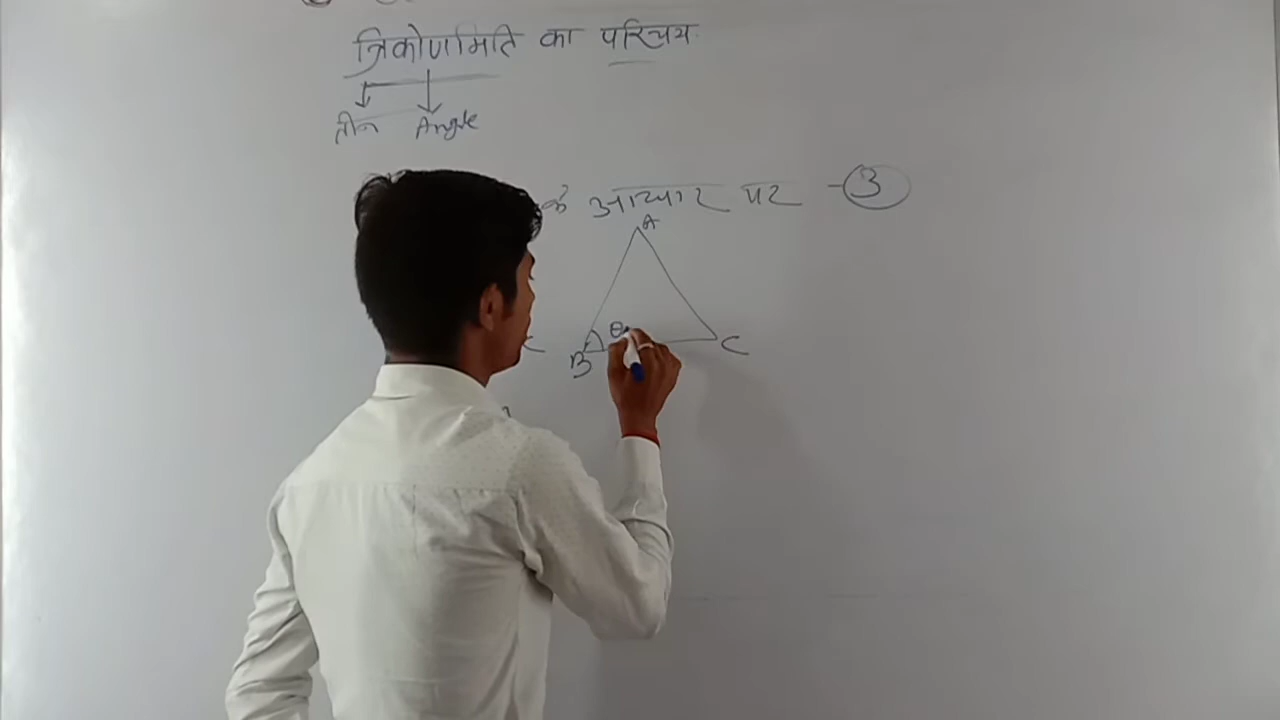 त्रिकोणमिति का परिचय
तीन Angle
के आधार पर - 3
A
θ
B C